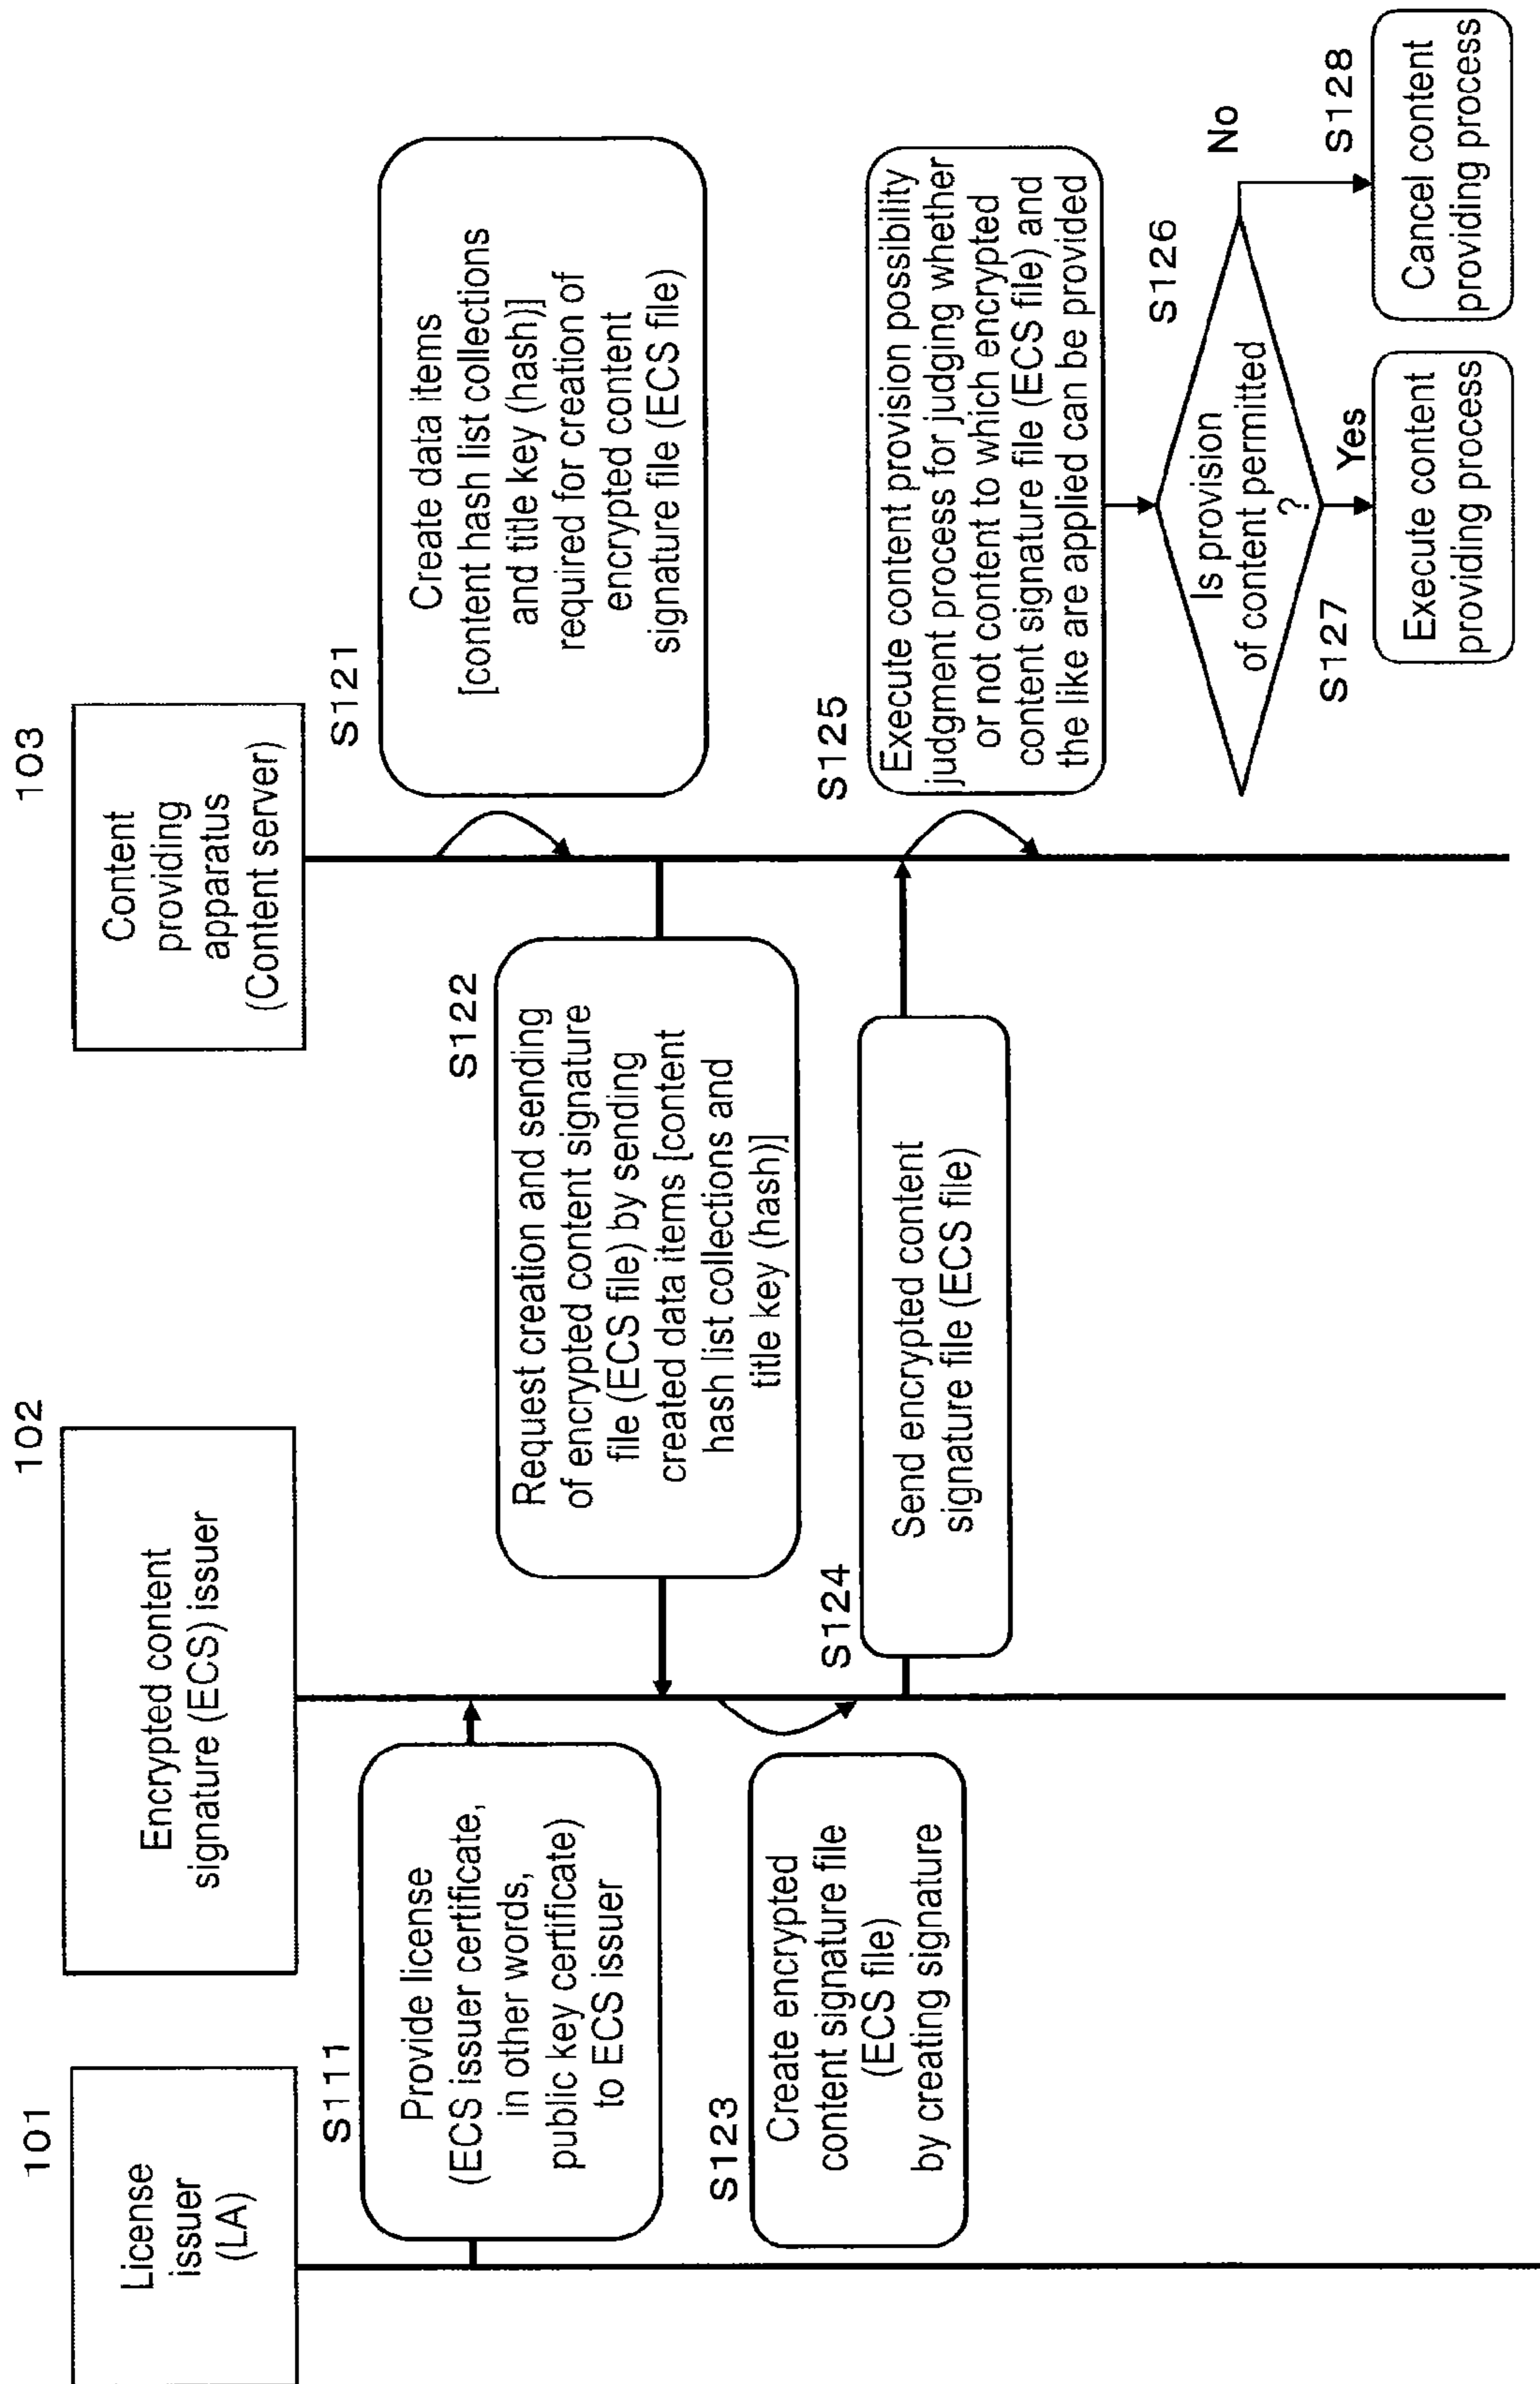 101
License
issuer
(LA)
102
Encrypted content
signature (ECS) issuer
103
Content
providing
apparatus
(Content server)
S111
Provide license
(ECS issuer certificate,
in other words,
public key certificate)
to ECS issuer
S121
Create data items
[content hash list collections
and title key (hash)]
required for creation of
encrypted content
signature file (ECS file)
S122
Request creation and sending
of encrypted content signature
file (ECS file) by sending
created data items [content
hash list collections and
title key (hash)]
S123
Create encrypted
content signature file
(ECS file)
by creating signature
S124
Send encrypted content
signature file (ECS file)
S125
Execute content provision possibility
judgment process for judging whether
or not content to which encrypted
content signature file (ECS file) and
the like are applied can be provided
S126
Is provision
of content permitted
?
No
Yes
S127
Execute content
providing process
S128
Cancel content
providing process